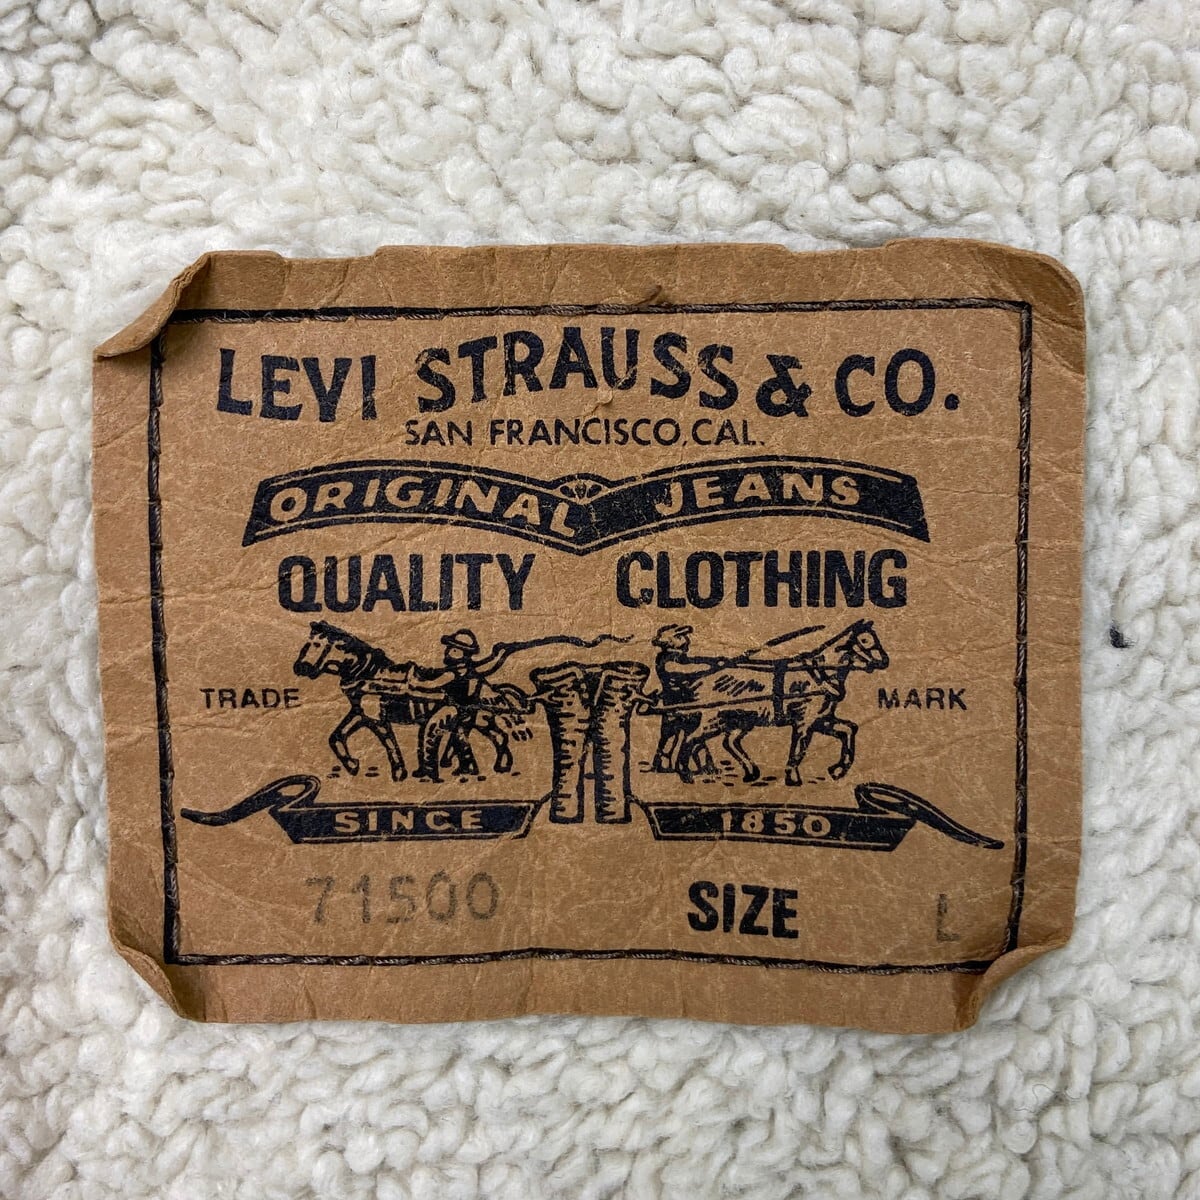 LEVI STRAUSS & CO.
SAN FRANCISCO, CAL.
ORIGINAL JEANS
QUALITY CLOTHING
TRADE MARK
SINCE 1850
71500 SIZE L